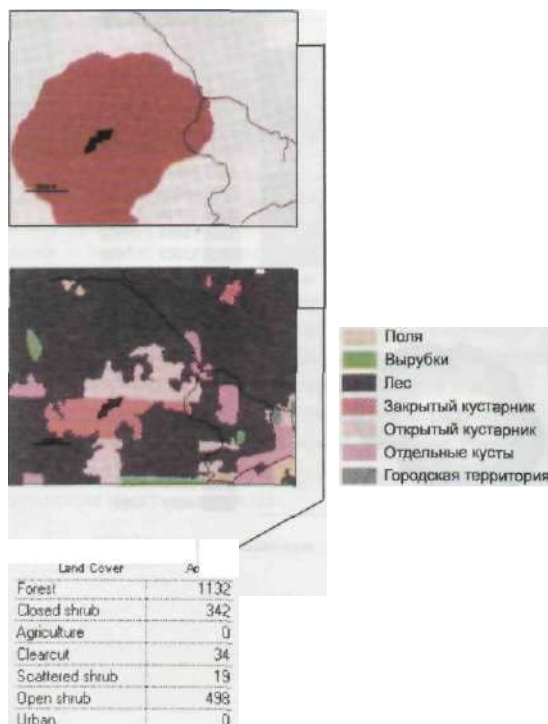 Поля
Вырубки
Лес
Закрытый кустарник
Открытый кустарник
Отдельные кусты
Городская территория
Land Cover
Forest 1132
Closed shrub 342
Agriculture 0
Clearcut 34
Scattered shrub 19
Open shrub 498
Urban 0